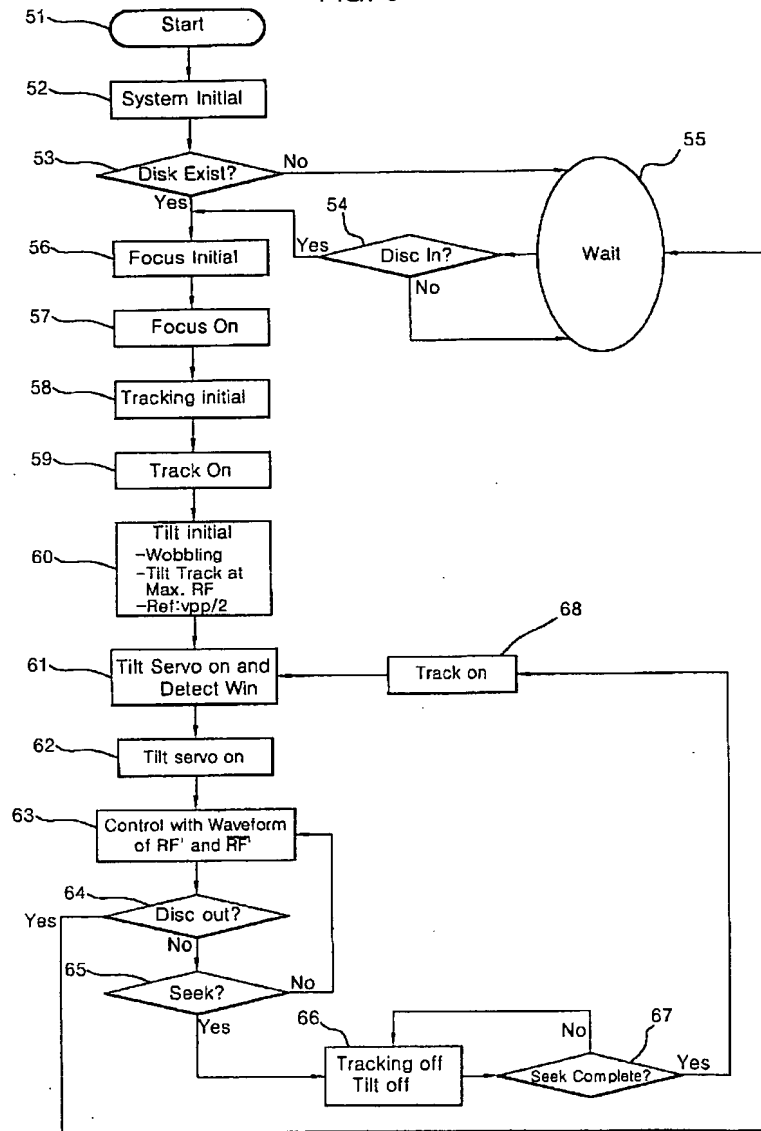 51
Start
52
System Initial
53
Disk Exist?
No
Yes
55
Wait
54
Disc In?
Yes
No
56
Focus Initial
57
Focus On
58
Tracking initial
59
Track On
60
Tilt initial
-Wobbling
-Tilt Track at
Max. RF
-Ref:vpp/2
61
Tilt Servo on and
Detect Win
68
Track on
62
Tilt servo on
63
Control with Waveform
of RF' and R̅F̅'
64
Disc out?
Yes
No
65
Seek?
No
Yes
66
Tracking off
Tilt off
No
67
Seek Complete?
Yes